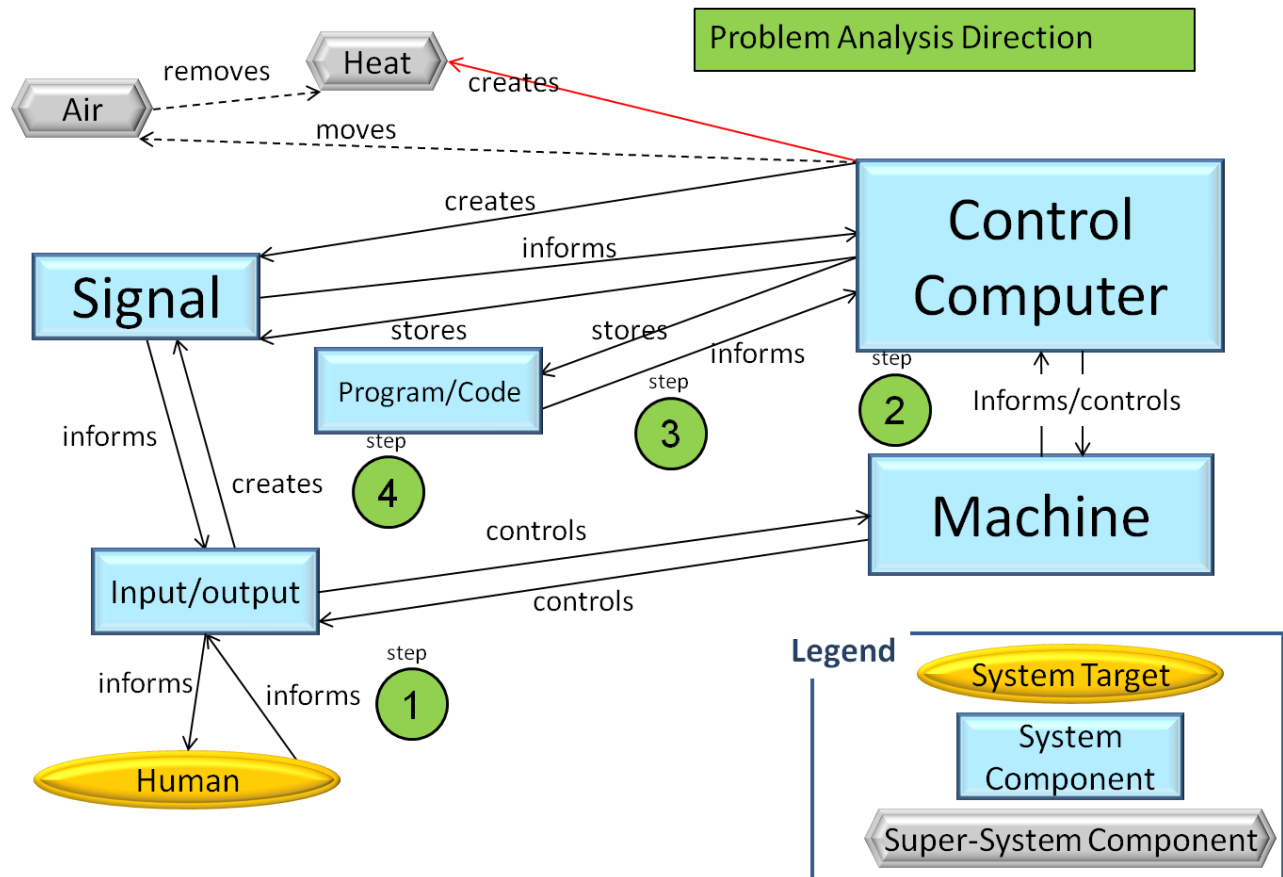 Problem Analysis Direction
removes
Heat
creates
Air
moves
Control
Computer
creates
informs
Signal
stores
stores
informs
Program/Code
step
3
step
2
Informs/controls
informs
step
4
creates
Machine
controls
Input/output
controls
step
1
informs
informs
Human
Legend
System Target
System
Component
Super-System Component